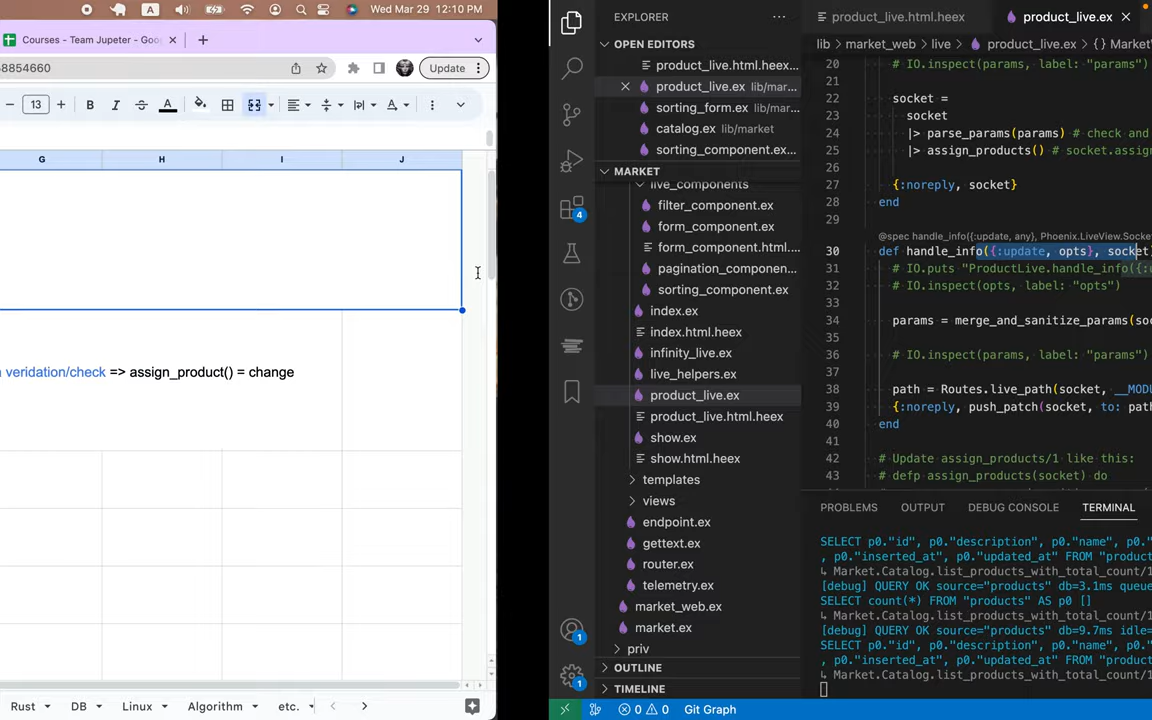 A
Wed Mar 29 12:10 PM
Courses - Team Jupeter - Goo
58854660
Update
13
B
I
A
A
G
H
I
J
n veridation/check => assign_product() = change
Rust
DB
Linux
Algorithm
etc.
EXPLORER
OPEN EDITORS
product_live.html.heex...
product_live.ex lib/mar...
sorting_form.ex lib/mar...
catalog.ex lib/market
sorting_component.ex...
MARKET
live_components
filter_component.ex
form_component.ex
form_component.html....
pagination_componen...
sorting_component.ex
index.ex
index.html.heex
infinity_live.ex
live_helpers.ex
product_live.ex
product_live.html.heex
show.ex
show.html.heex
templates
views
endpoint.ex
gettext.ex
router.ex
telemetry.ex
market_web.ex
market.ex
priv
OUTLINE
TIMELINE
4
1
1
0 0
Git Graph
product_live.html.heex
product_live.ex
lib > market_web > live > product_live.ex > {} Market
20 # IO.inspect(params, label: "params")
21
22 socket =
23 socket
24 |> parse_params(params) # check and
25 |> assign_products() # socket.assig
26
27 {:noreply, socket}
28 end
29
@spec handle_info({:update, any}, Phoenix.LiveView.Socket
30 def handle_info({:update, opts}, socket)
31 # IO.puts "ProductLive.handle_info({:u
32 # IO.inspect(opts, label: "opts")
33
34 params = merge_and_sanitize_params(so
35
36 # IO.inspect(params, label: "params")
37
38 path = Routes.live_path(socket, __MODU
39 {:noreply, push_patch(socket, to: path
40 end
41
42 # Update assign_products/1 like this:
43 # defp assign_products(socket) do
PROBLEMS
OUTPUT
DEBUG CONSOLE
TERMINAL
SELECT p0."id", p0."description", p0."name", p0."
, p0."inserted_at", p0."updated_at" FROM "product
↳ Market.Catalog.list_products_with_total_count/1
[debug] QUERY OK source="products" db=3.1ms queue
SELECT count(*) FROM "products" AS p0 []
↳ Market.Catalog.list_products_with_total_count/1
[debug] QUERY OK source="products" db=9.7ms idle=
SELECT p0."id", p0."description", p0."name", p0."
, p0."inserted_at", p0."updated_at" FROM "product
↳ Market.Catalog.list_products_with_total_count/1